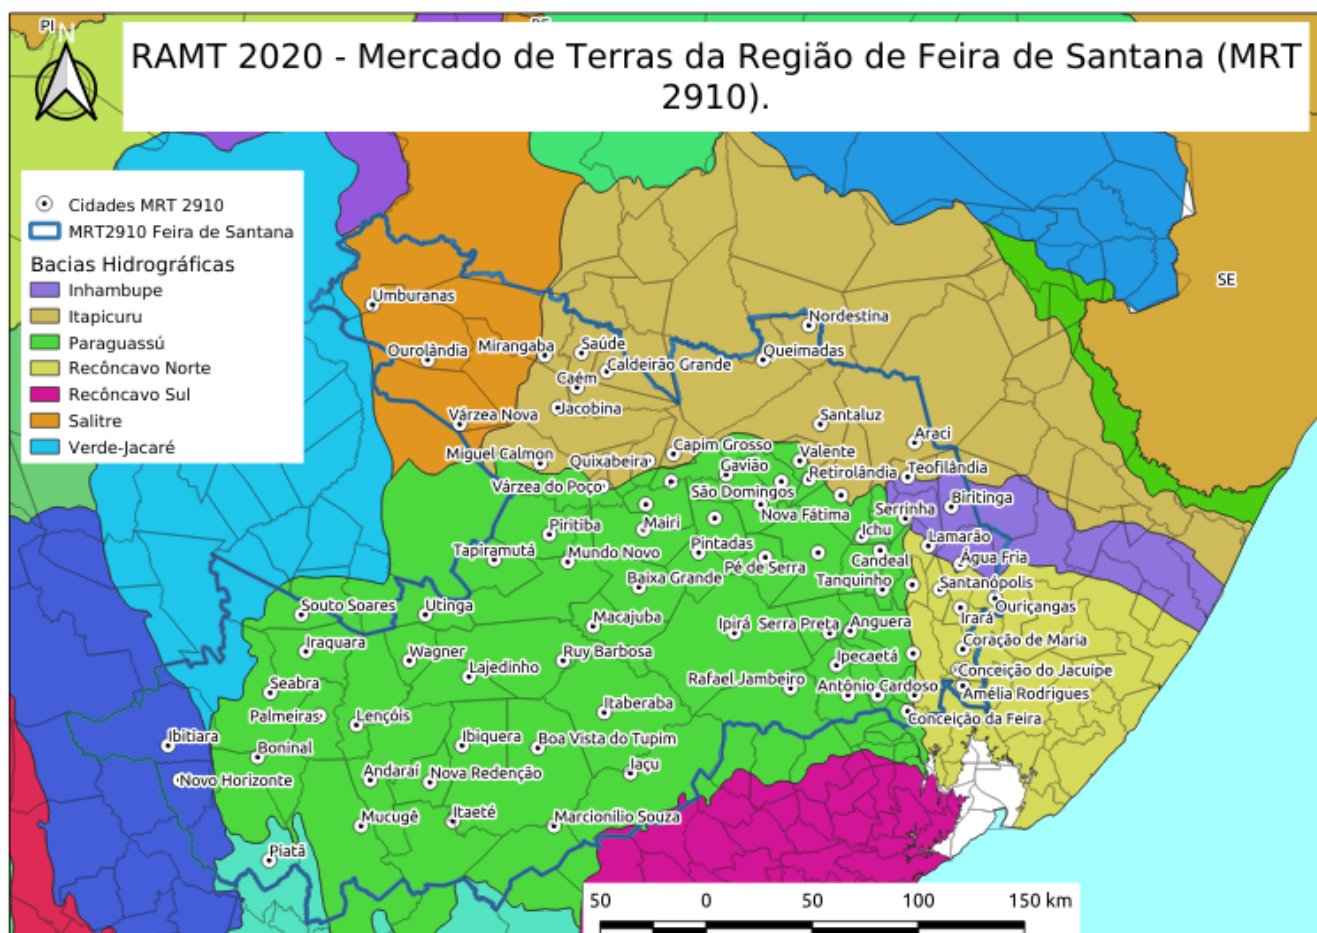 PI
N
RAMT 2020 - Mercado de Terras da Região de Feira de Santana (MRT
2910).
Cidades MRT 2910
MRT2910 Feira de Santana
Bacias Hidrográficas
Inhambupe
Itapicuru
Paraguassú
Recôncavo Norte
Recôncavo Sul
Salitre
Verde-Jacaré
SE
Umburanas
Nordestina
Ourolândia
Mirangaba
Saúde
Queimadas
Caldeirão Grande
Caém
Jacobina
Várzea Nova
Santaluz
Araci
Capim Grosso
Miguel Calmon
Quixabeira
Valente
Gavião
Retirolândia
Teofilândia
Várzea do Poço
São Domingos
Biritinga
Nova Fátima
Serrinha
Piritiba
Mairi
Ichu
Lamarão
Tapiramutá
Mundo Novo
Pintadas
Pé de Serra
Candeal
Água Fria
Baixa Grande
Tanquinho
Santanópolis
Souto Soares
Utinga
Ouriçangas
Macajuba
Ipirá
Serra Preta
Anguera
Irará
Iraquara
Wagner
Ruy Barbosa
Coração de Maria
Lajedinho
Ipecaetá
Conceição do Jacuípe
Seabra
Rafael Jambeiro
Antônio Cardoso
Amélia Rodrigues
Palmeiras
Lençóis
Itaberaba
Conceição da Feira
Ibitiara
Boninal
Ibiquera
Boa Vista do Tupim
Novo Horizonte
Andaraí
Nova Redenção
Iaçu
Mucugê
Itaetê
Marcionílio Souza
Piatã
50 0 50 100 150 km